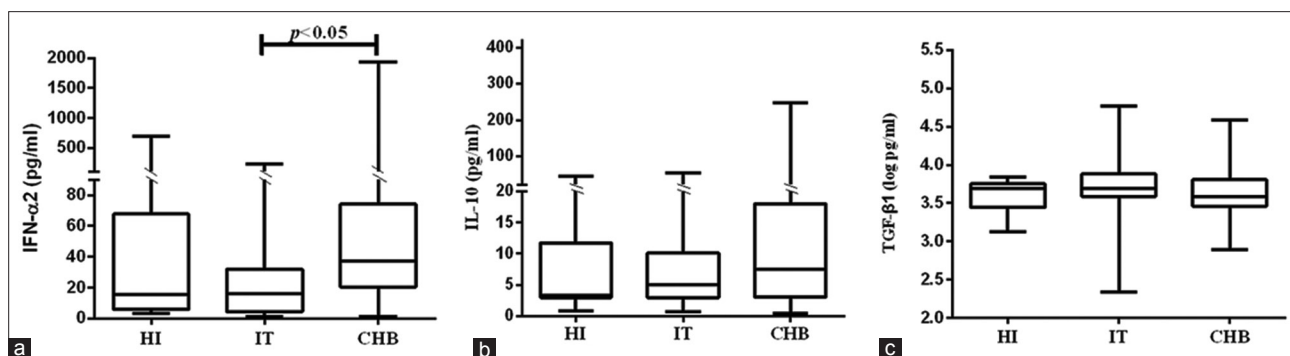 p<0.05
IFN-α2 (pg/ml)
2000
1500
1000
500
80
60
40
20
0
HI IT CHB
a
IL-10 (pg/ml)
400
300
200
100
20
15
10
5
0
HI IT CHB
b
TGF-β1 (log pg/ml)
5.5
5.0
4.5
4.0
3.5
3.0
2.5
2.0
HI IT CHB
c